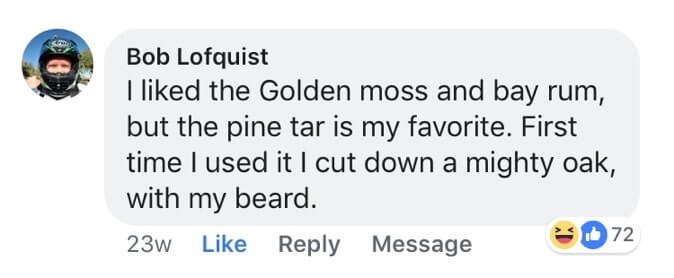 Bob Lofquist
I liked the Golden moss and bay rum,
but the pine tar is my favorite. First
time I used it I cut down a mighty oak,
with my beard.
23w Like Reply Message 72